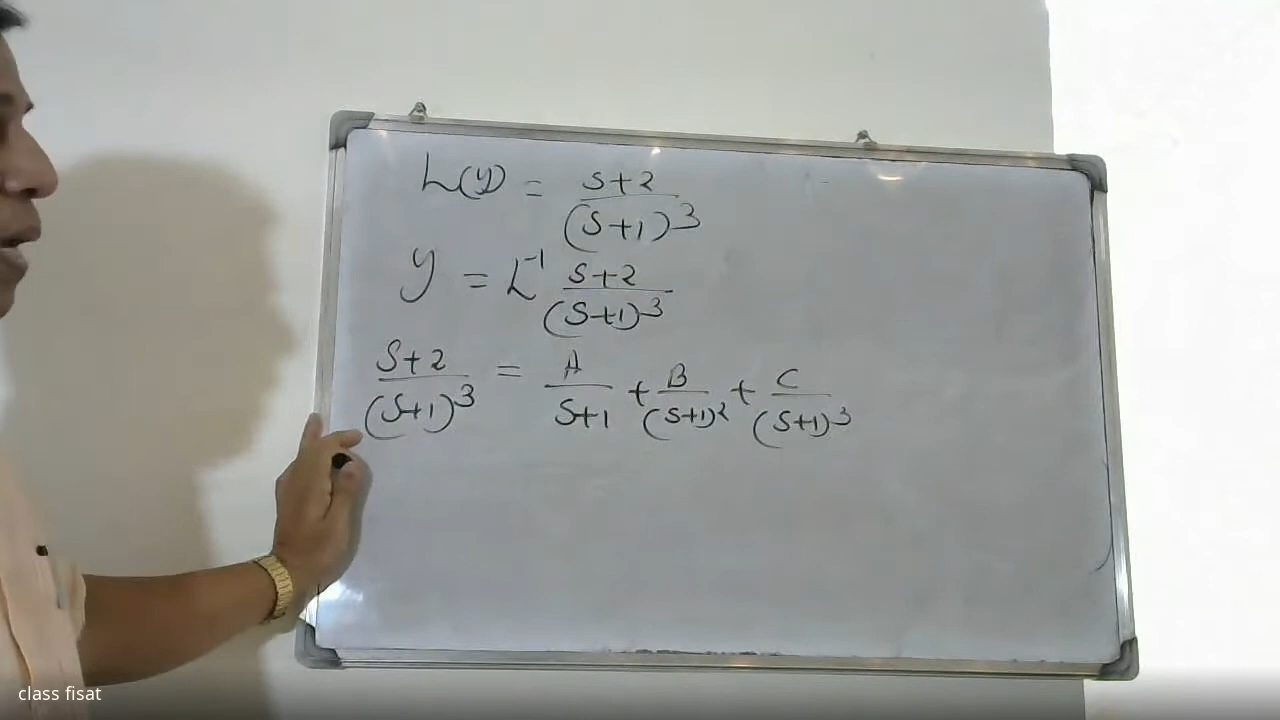 L(y) = s+2/(s+1)^3
y = L^-1 s+2/(s+1)^3
s+2/(s+1)^3 = A/s+1 + B/(s+1)^2 + C/(s+1)^3
class fisat